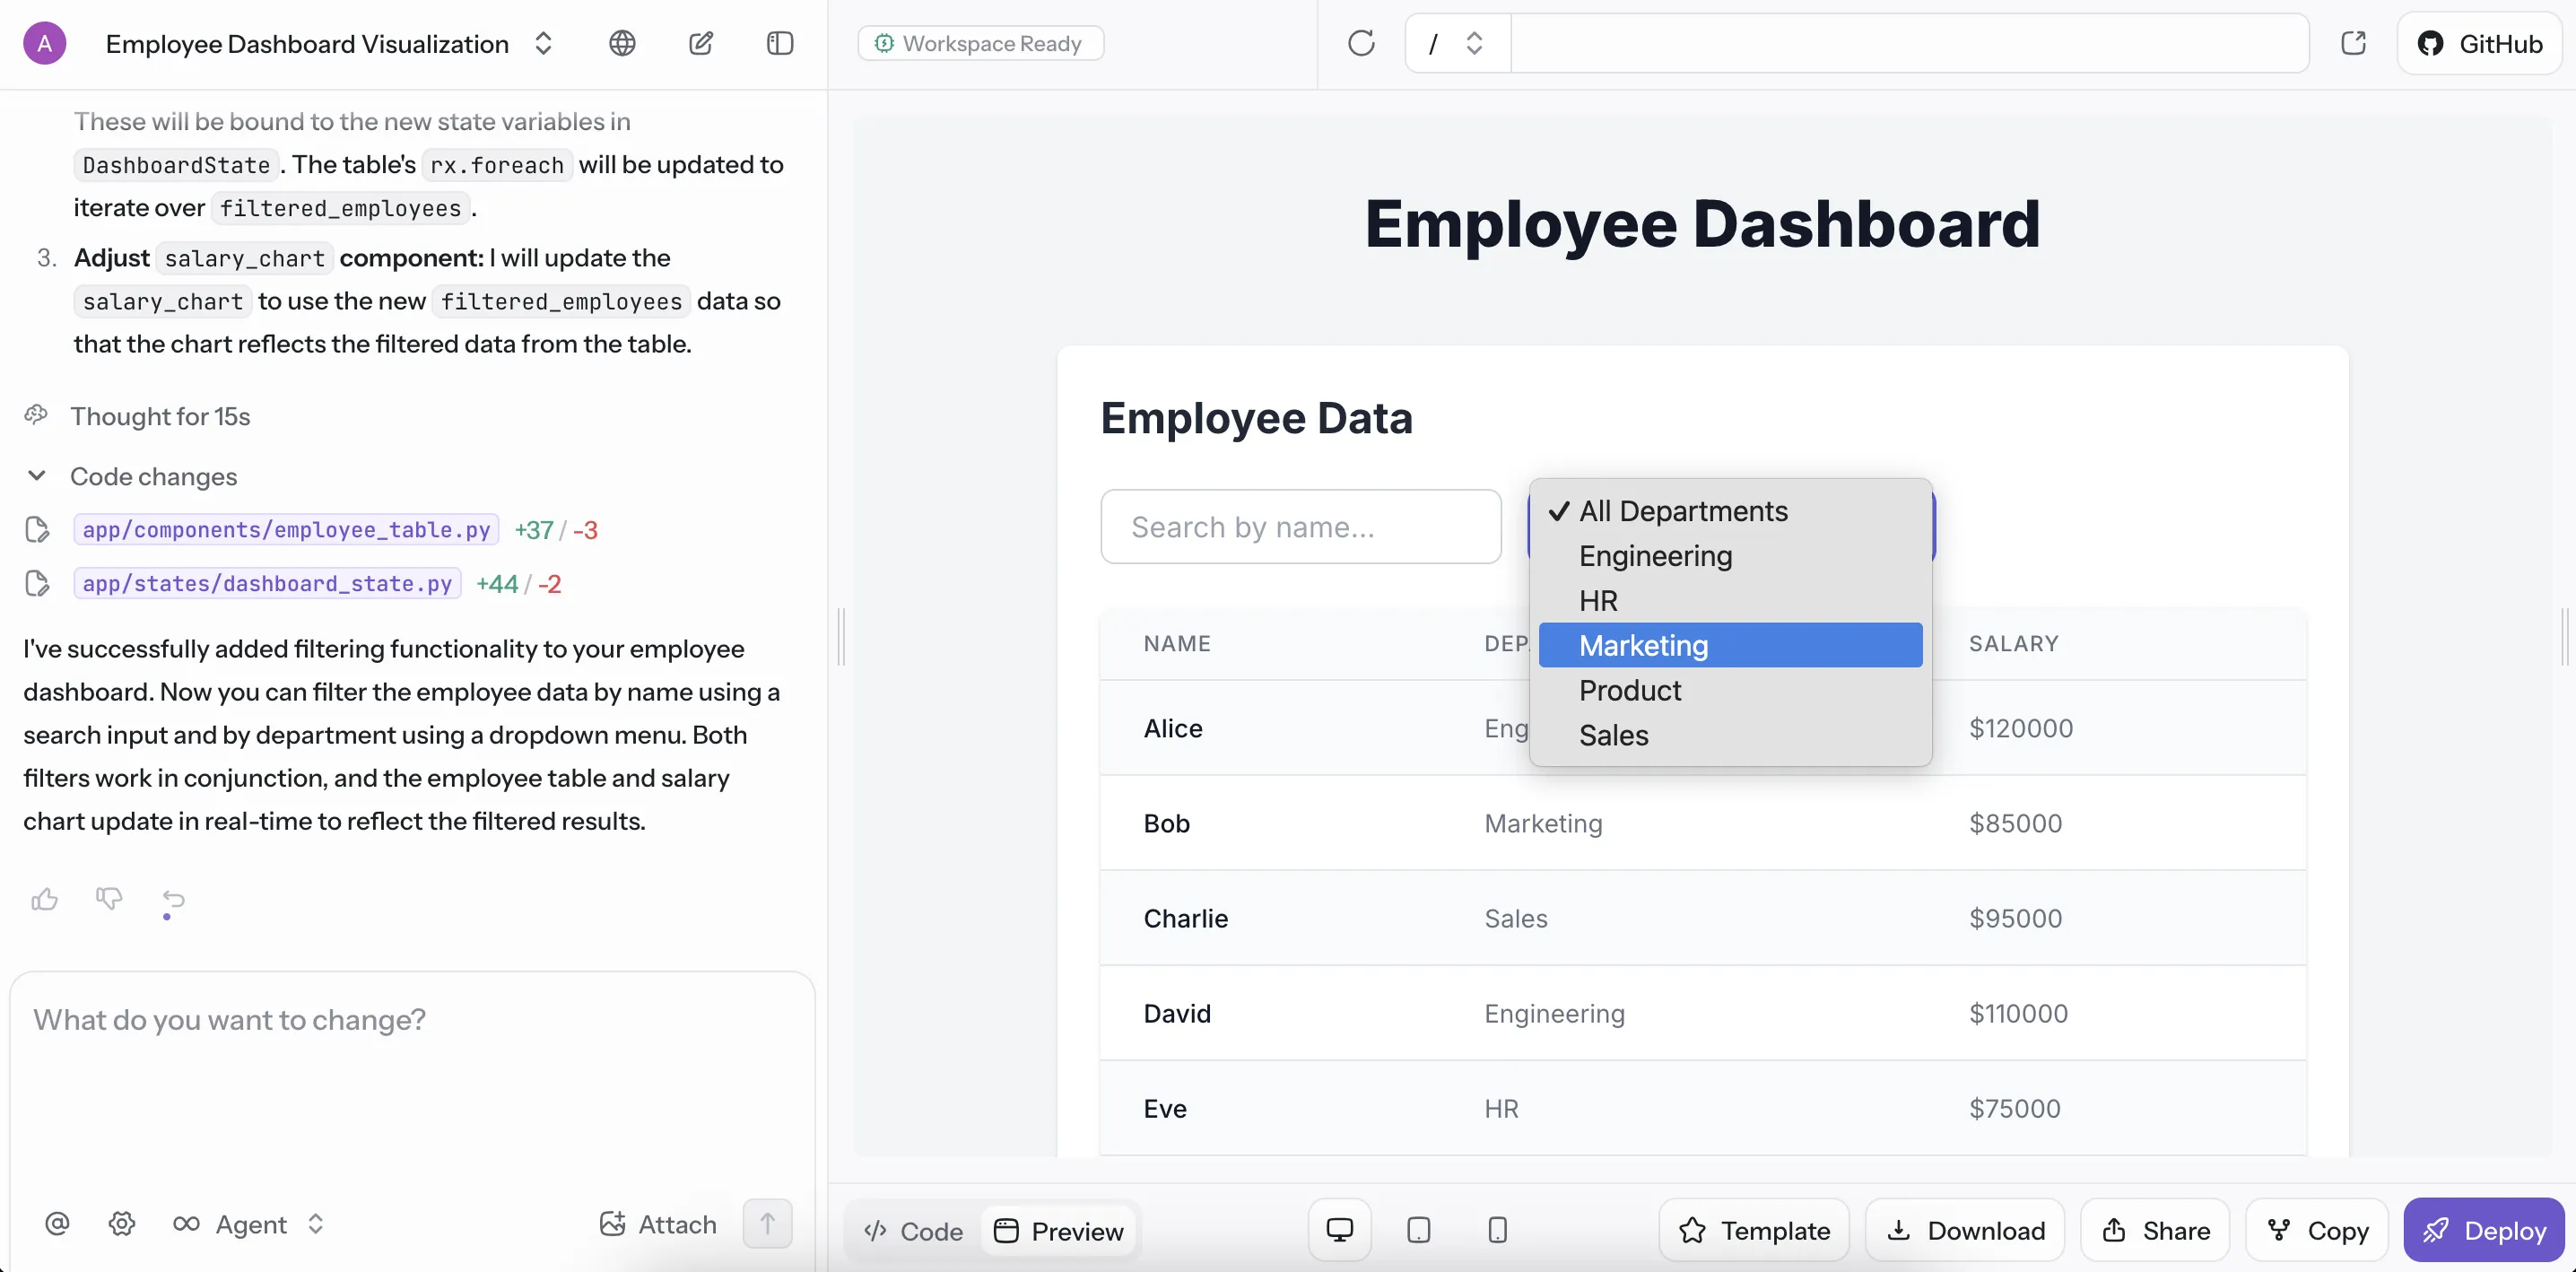 A
Employee Dashboard Visualization
These will be bound to the new state variables in
DashboardState. The table's rx.foreach will be updated to
iterate over filtered_employees.
3. Adjust salary_chart component: I will update the
salary_chart to use the new filtered_employees data so
that the chart reflects the filtered data from the table.
Thought for 15s
Code changes
app/components/employee_table.py +37 / -3
app/states/dashboard_state.py +44 / -2
I've successfully added filtering functionality to your employee
dashboard. Now you can filter the employee data by name using a
search input and by department using a dropdown menu. Both
filters work in conjunction, and the employee table and salary
chart update in real-time to reflect the filtered results.
What do you want to change?
Agent
Attach
Workspace Ready
/
GitHub
Employee Dashboard
Employee Data
Search by name...
✓ All Departments
Engineering
HR
Marketing
Product
Sales
NAME DEP SALARY
Alice Eng $120000
Bob Marketing $85000
Charlie Sales $95000
David Engineering $110000
Eve HR $75000
Code
Preview
Template
Download
Share
Copy
Deploy